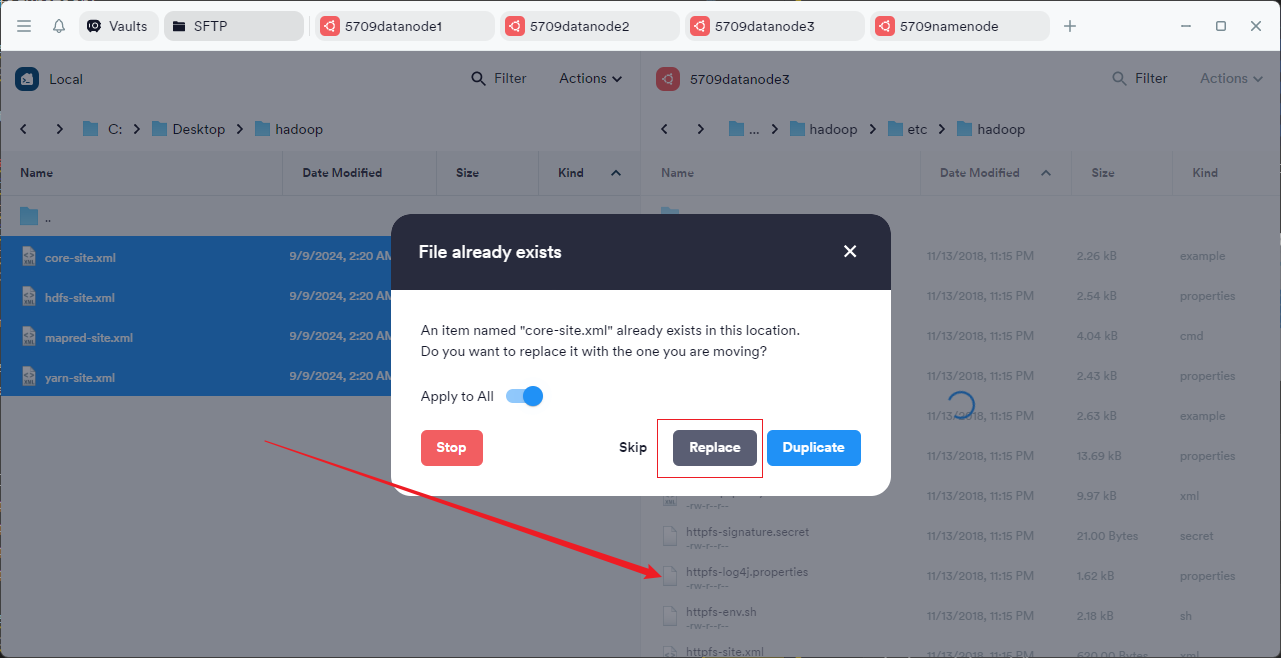 Vaults
SFTP
5709datanode1
5709datanode2
5709datanode3
5709namenode
Local
Filter
Actions
5709datanode3
Filter
Actions
C:
Desktop
hadoop
...
hadoop
etc
hadoop
Name
Date Modified
Size
Kind
Name
Date Modified
Size
Kind
..
core-site.xml
9/9/2024, 2:20 AM
hdfs-site.xml
9/9/2024, 2:20 AM
mapred-site.xml
9/9/2024, 2:20 AM
yarn-site.xml
9/9/2024, 2:20 AM
File already exists
An item named "core-site.xml" already exists in this location.
Do you want to replace it with the one you are moving?
Apply to All
Stop
Skip
Replace
Duplicate
11/13/2018, 11:15 PM
2.26 kB
example
11/13/2018, 11:15 PM
2.54 kB
properties
11/13/2018, 11:15 PM
4.04 kB
cmd
11/13/2018, 11:15 PM
2.43 kB
properties
11/13/2018, 11:15 PM
2.63 kB
example
11/13/2018, 11:15 PM
13.69 kB
properties
-rw-r--r--
11/13/2018, 11:15 PM
9.97 kB
xml
httpfs-signature.secret
-rw-r--r--
11/13/2018, 11:15 PM
21.00 Bytes
secret
httpfs-log4j.properties
-rw-r--r--
11/13/2018, 11:15 PM
1.62 kB
properties
httpfs-env.sh
-rw-r--r--
11/13/2018, 11:15 PM
2.18 kB
sh
httpfs-site.xml
11/13/2018, 11:15 PM
620.00 Bytes
xml